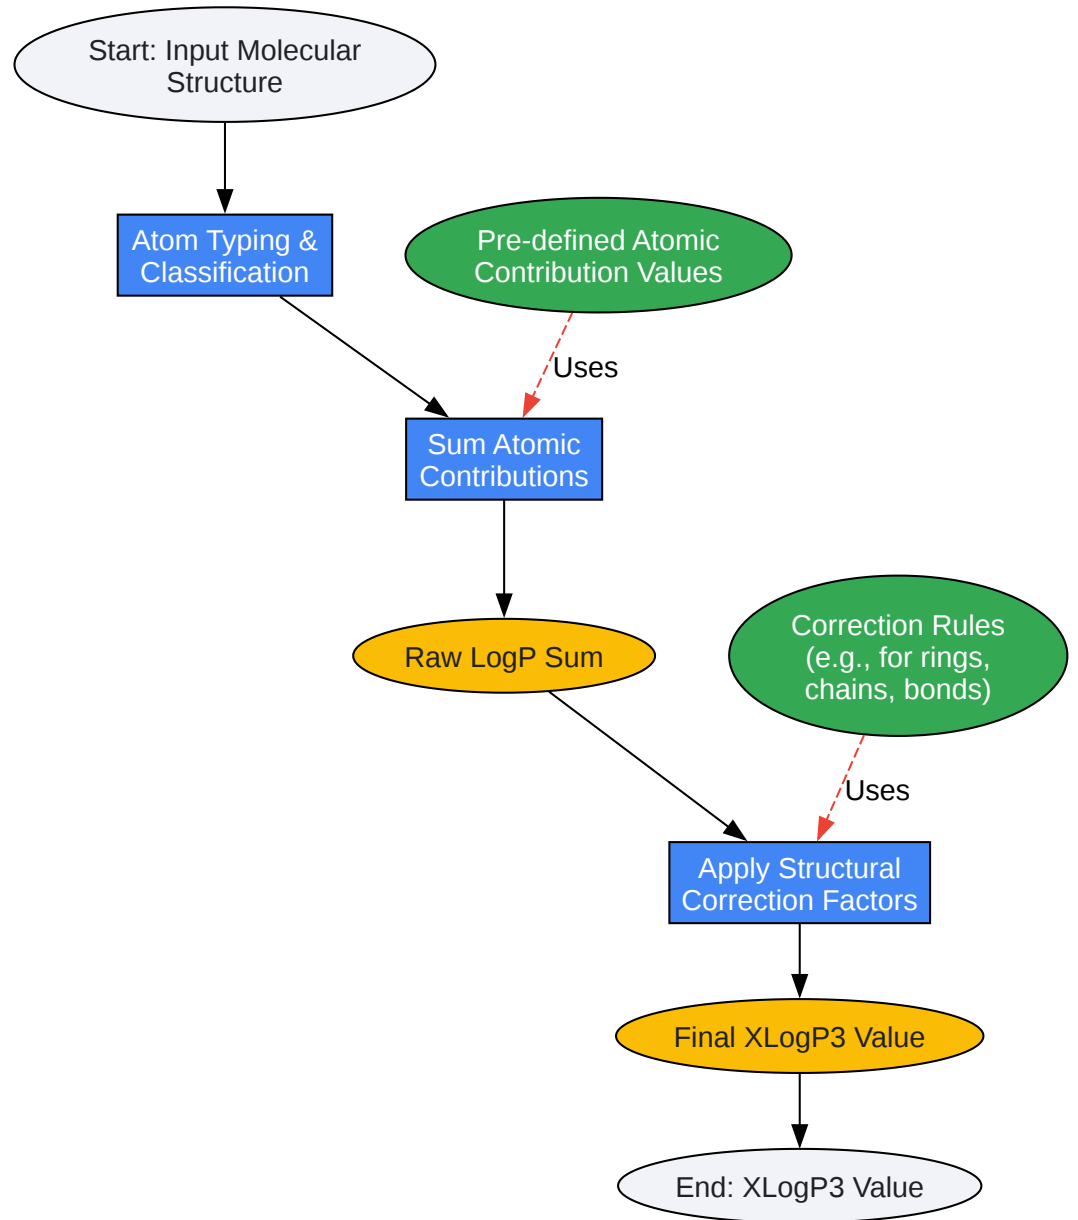 Start: Input Molecular
Structure
Atom Typing &
Classification
Pre-defined Atomic
Contribution Values
Uses
Sum Atomic
Contributions
Raw LogP Sum
Correction Rules
(e.g., for rings,
chains, bonds)
Uses
Apply Structural
Correction Factors
Final XLogP3 Value
End: XLogP3 Value